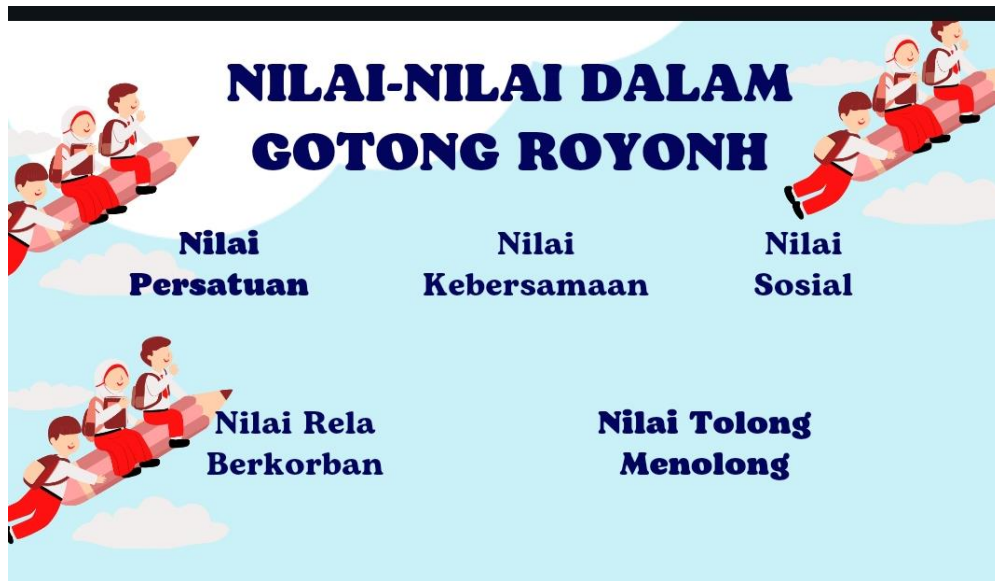 NILAI-NILAI DALAM
GOTONG ROYONH
Nilai
Persatuan
Nilai
Kebersamaan
Nilai
Sosial
Nilai Rela
Berkorban
Nilai Tolong
Menolong